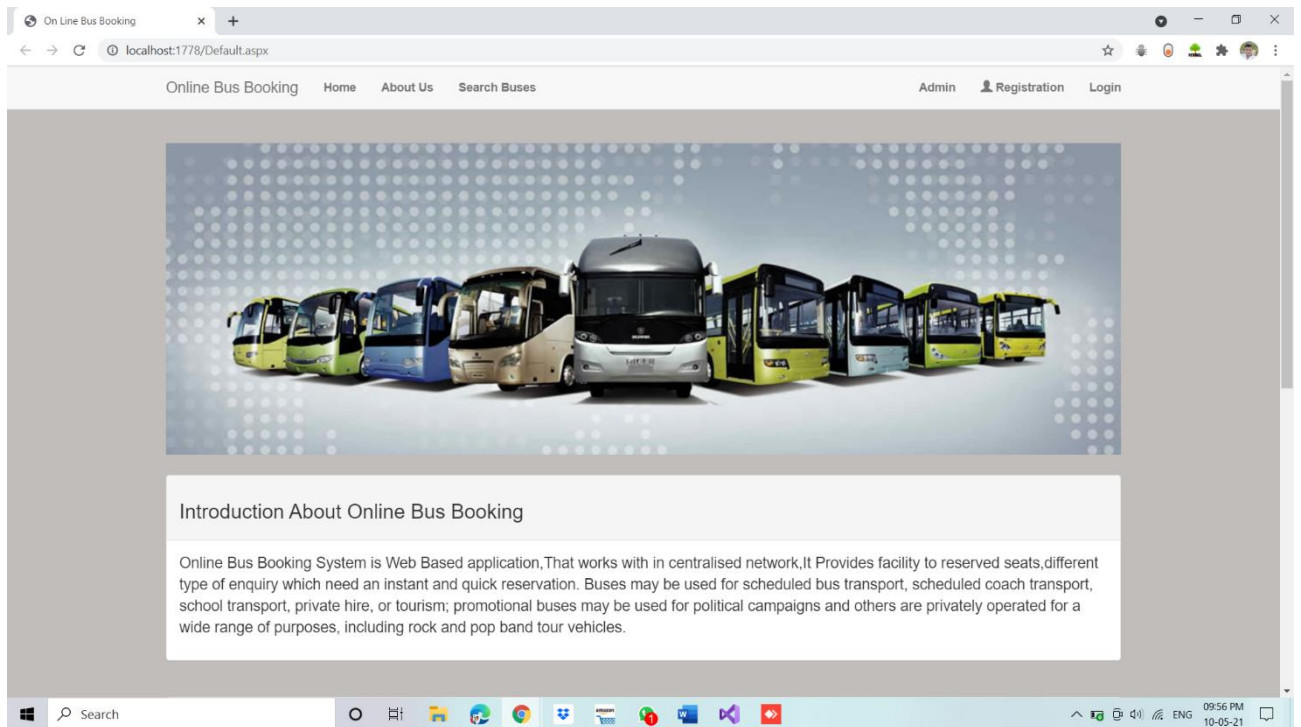 On Line Bus Booking
localhost:1778/Default.aspx
Online Bus Booking Home About Us Search Buses Admin Registration Login
SCANIA
Introduction About Online Bus Booking
Online Bus Booking System is Web Based application,That works with in centralised network,It Provides facility to reserved seats,different
type of enquiry which need an instant and quick reservation. Buses may be used for scheduled bus transport, scheduled coach transport,
school transport, private hire, or tourism; promotional buses may be used for political campaigns and others are privately operated for a
wide range of purposes, including rock and pop band tour vehicles.
Search
amazon
1
ENG
09:56 PM
10-05-21